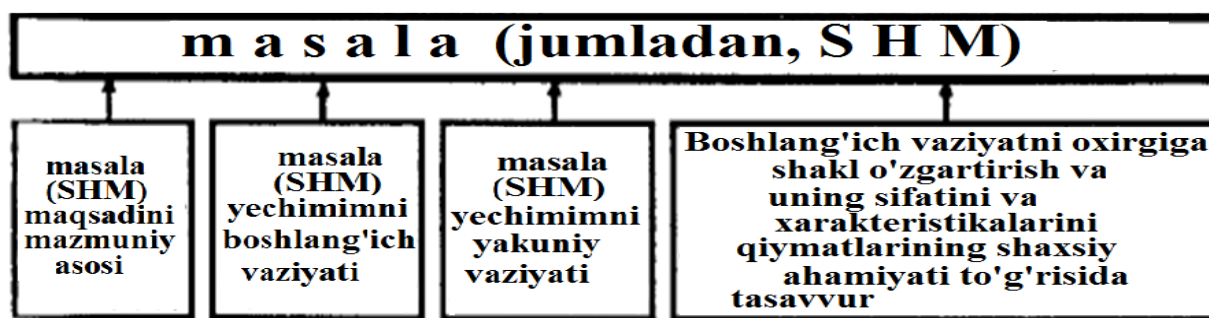 m a s a l a (jumladan, S H M)
masala
(SHM)
maqsadini
mazmuniy
asosi
masala
(SHM)
yechimimni
boshlang'ich
vaziyati
masala
(SHM)
yechimimni
yakuniy
vaziyati
Boshlang'ich vaziyatni oxirgiga
shakl o'zgartirish va
uning sifatini va
xarakteristikalarini
qiymatlarining shaxsiy
ahamiyati to'g'risida
tasavvur